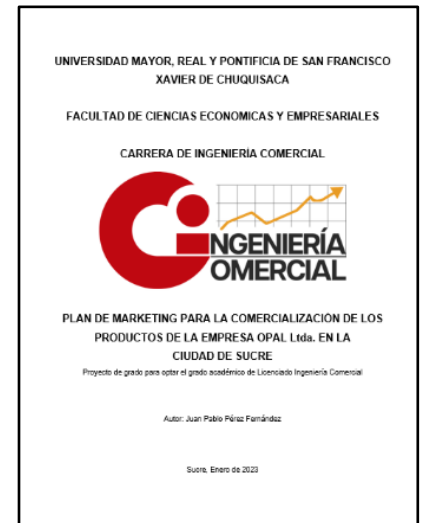 UNIVERSIDAD MAYOR, REAL Y PONTIFICIA DE SAN FRANCISCO
XAVIER DE CHUQUISACA
FACULTAD DE CIENCIAS ECONOMICAS Y EMPRESARIALES
CARRERA DE INGENIERÍA COMERCIAL
INGENIERÍA
COMERCIAL
PLAN DE MARKETING PARA LA COMERCIALIZACIÓN DE LOS
PRODUCTOS DE LA EMPRESA OPAL Ltda. EN LA
CIUDAD DE SUCRE
Proyecto de grado para optar el grado académico de Licenciado Ingeniería Comercial
Autor: Juan Pablo Pérez Fernández
Sucre, Enero de 2023